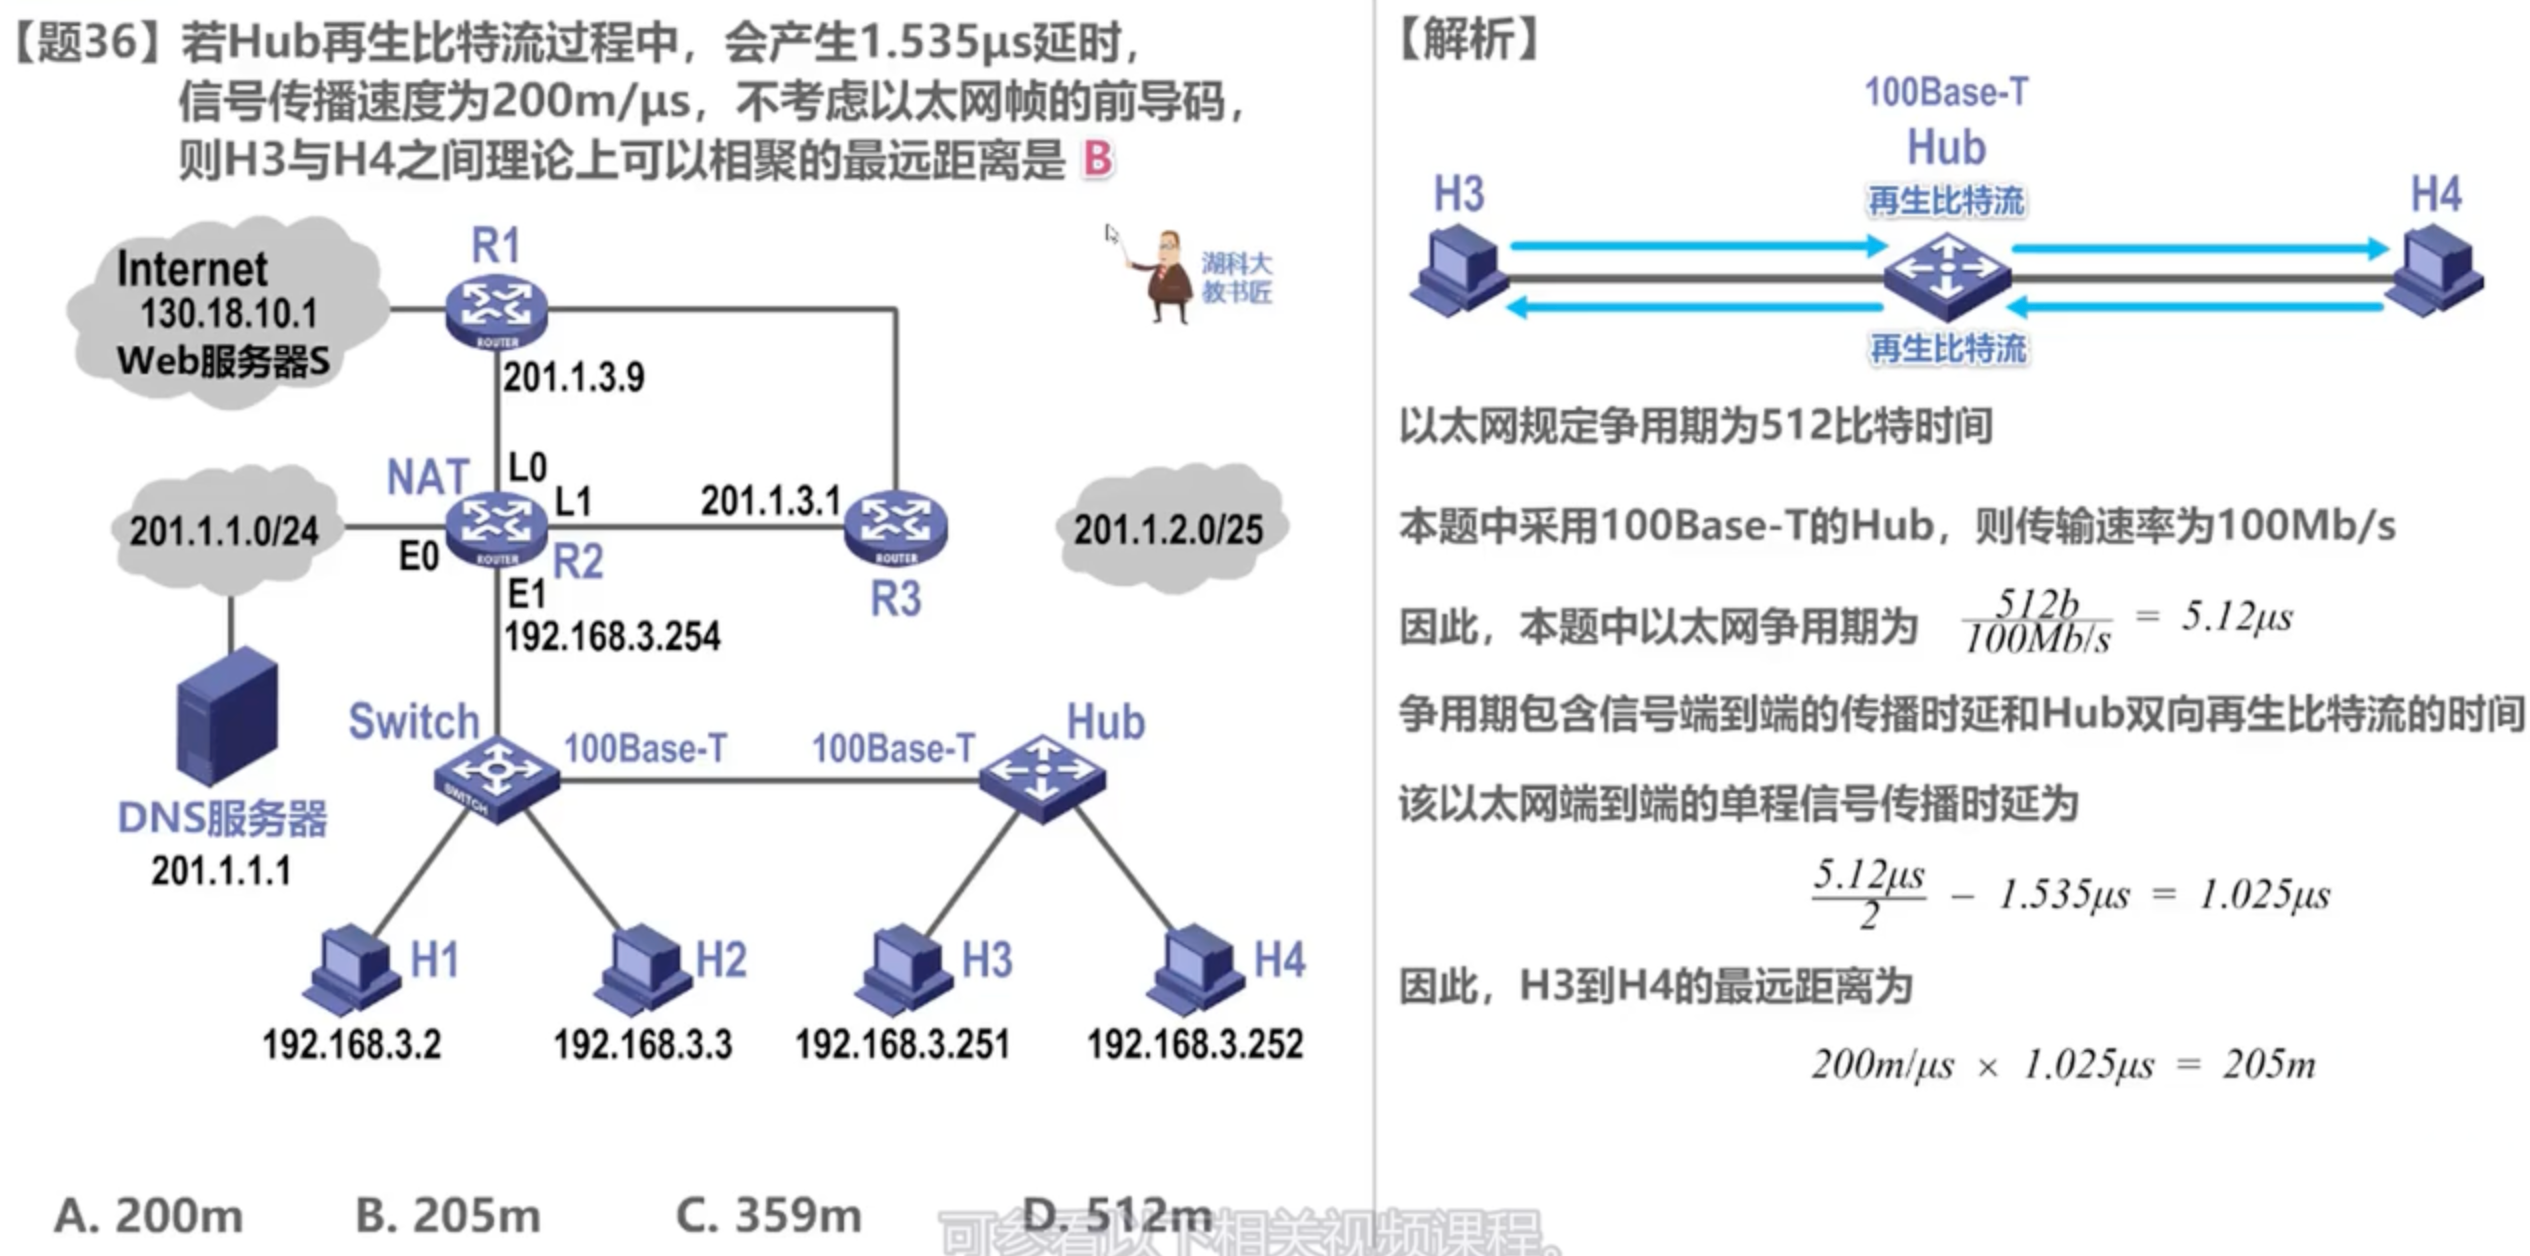 【题36】若Hub再生比特流过程中，会产生1.535μs延时，
信号传播速度为200m/μs，不考虑以太网帧的前导码，
则H3与H4之间理论上可以相聚的最远距离是 B
湖科大
教书匠
Internet
130.18.10.1
Web服务器S
R1
ROUTER
201.1.3.9
NAT
L0
L1
201.1.3.1
201.1.1.0/24
E0
ROUTER
R2
ROUTER
R3
201.1.2.0/25
E1
192.168.3.254
DNS服务器
201.1.1.1
Switch
SWITCH
100Base-T
100Base-T
Hub
H1
H2
H3
H4
192.168.3.2
192.168.3.3
192.168.3.251
192.168.3.252
A. 200m
B. 205m
C. 359m
D. 512m
【解析】
100Base-T
Hub
H3
再生比特流
H4
再生比特流
以太网规定争用期为512比特时间
本题中采用100Base-T的Hub，则传输速率为100Mb/s
因此，本题中以太网争用期为 512b/100Mb/s = 5.12μs
争用期包含信号端到端的传播时延和Hub双向再生比特流的时间
该以太网端到端的单程信号传播时延为
5.12μs/2 − 1.535μs = 1.025μs
因此，H3到H4的最远距离为
200m/μs × 1.025μs = 205m
可参看以下相关视频课程。